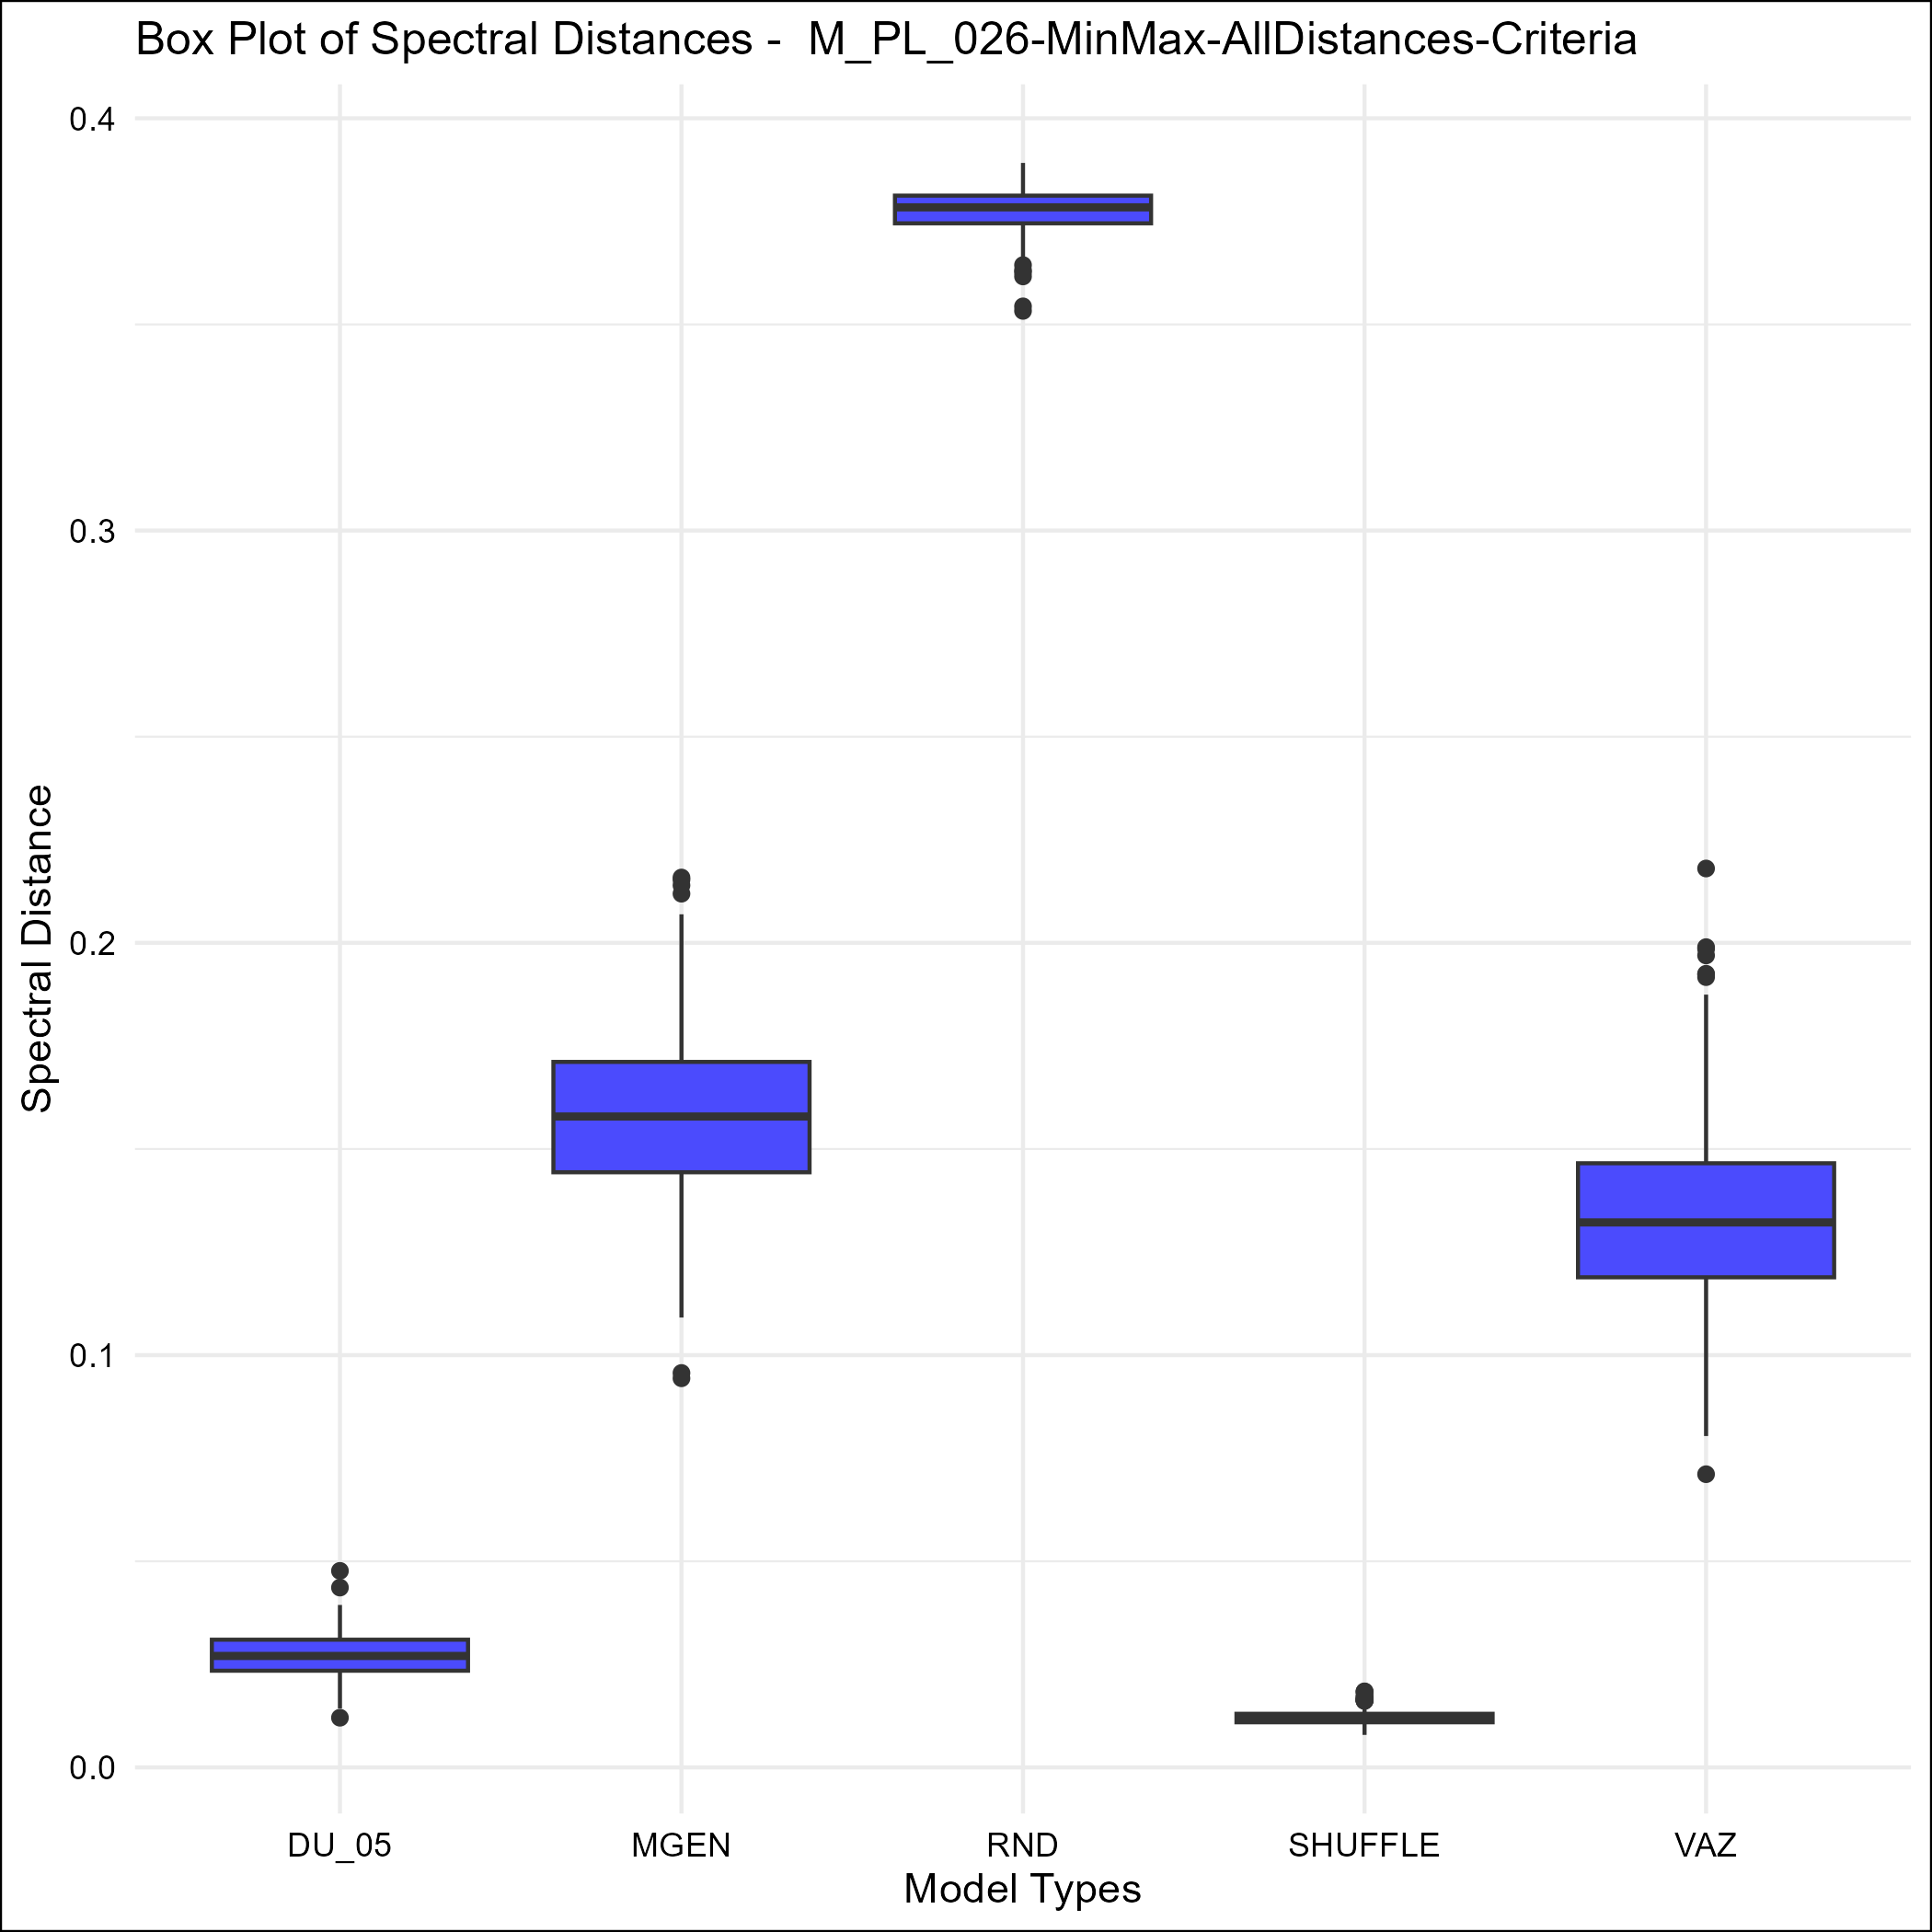 Box Plot of Spectral Distances -  M_PL_026-MinMax-AllDistances-Criteria
Spectral Distance
0.4
0.3
0.2
0.1
0.0
DU_05 MGEN RND SHUFFLE VAZ
Model Types